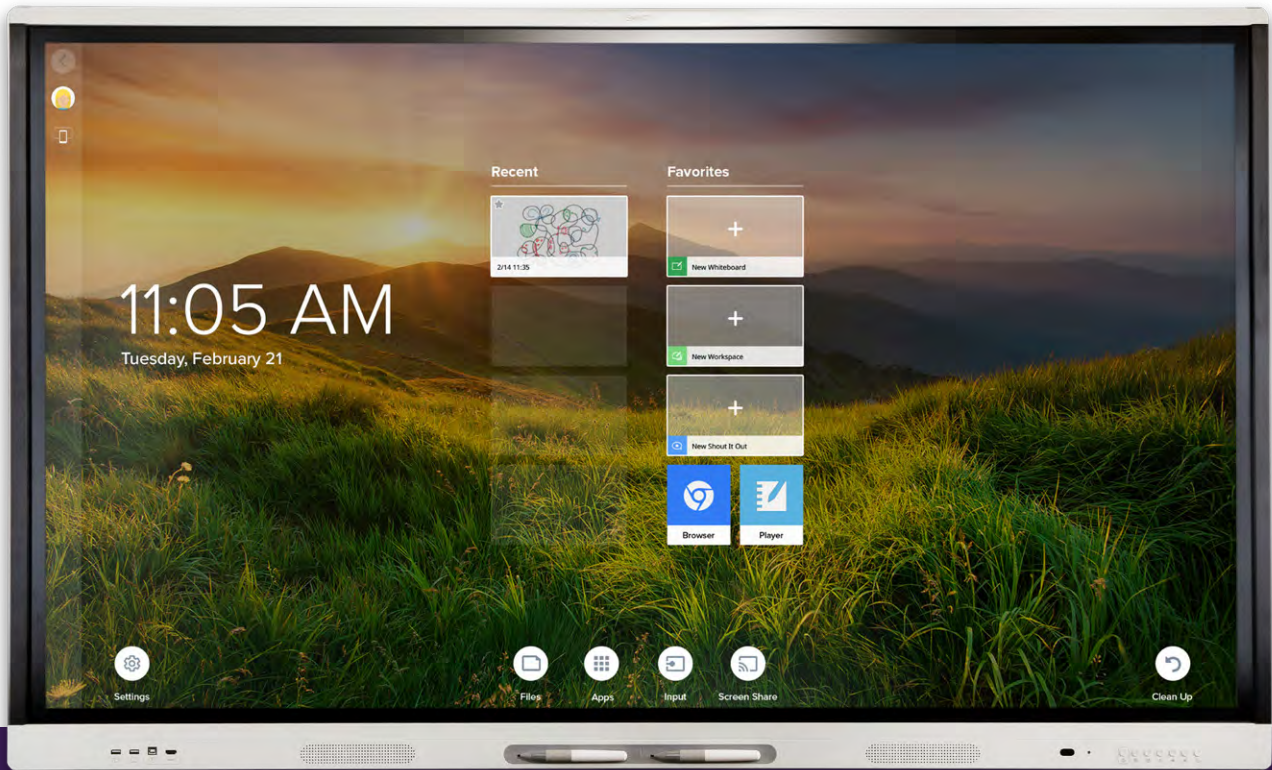 Recent
Favorites
2/14 11:35
New Whiteboard
11:05 AM
Tuesday, February 21
New Workspace
New Shout It Out
Browser
Player
Settings
Files
Apps
Input
Screen Share
Clean Up